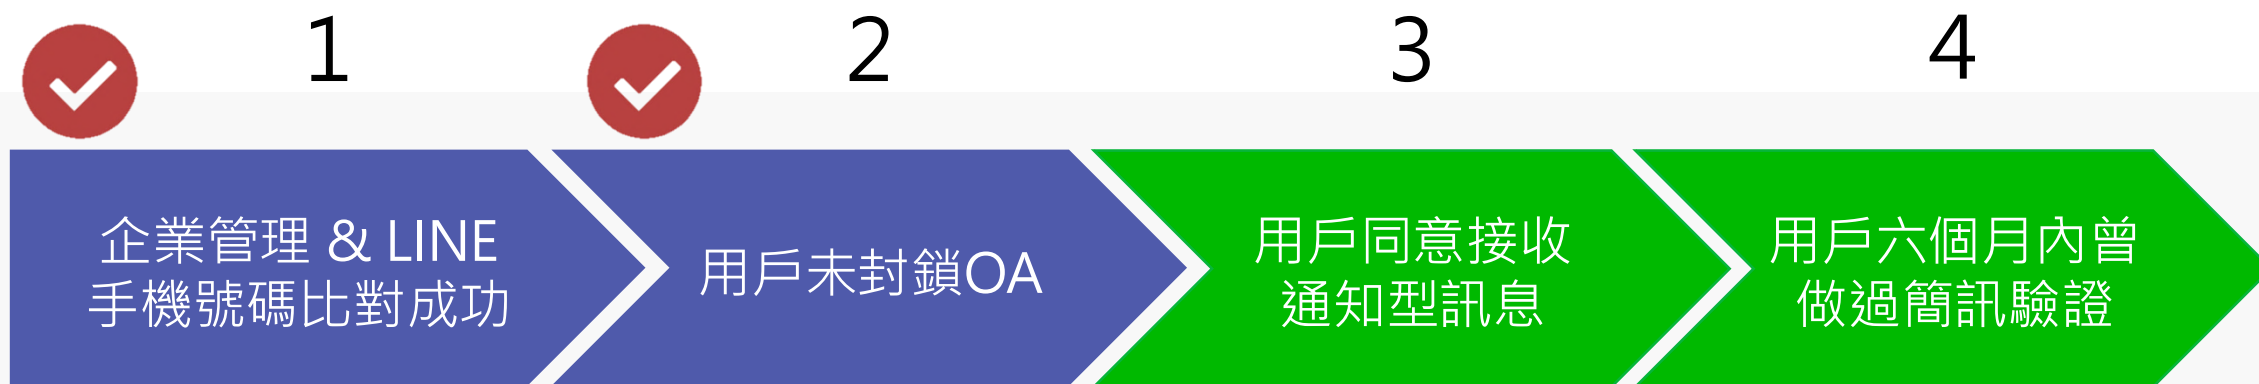 1
2
3
4
企業管理 & LINE
手機號碼比對成功
用戶未封鎖OA
用戶同意接收
通知型訊息
用戶六個月內曾
做過簡訊驗證